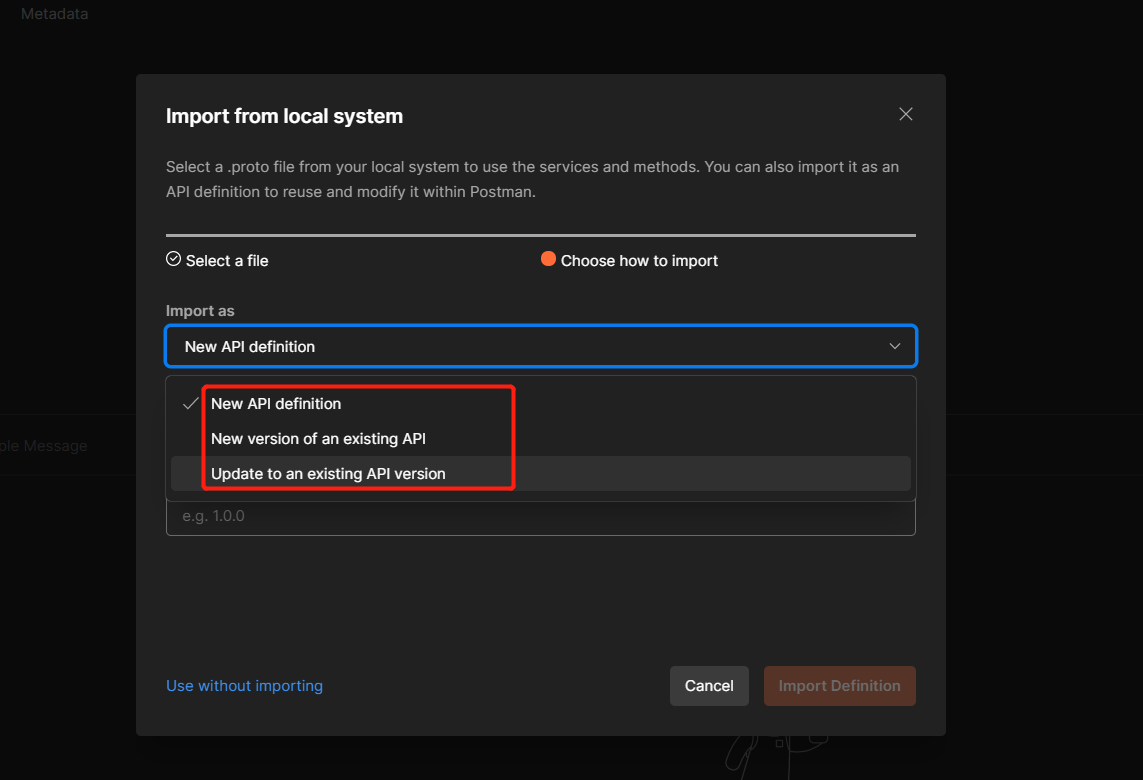 Metadata
Import from local system
Select a .proto file from your local system to use the services and methods. You can also import it as an
API definition to reuse and modify it within Postman.
Select a file
Choose how to import
Import as
New API definition
New API definition
New version of an existing API
ple Message
Update to an existing API version
e.g. 1.0.0
Use without importing
Cancel
Import Definition